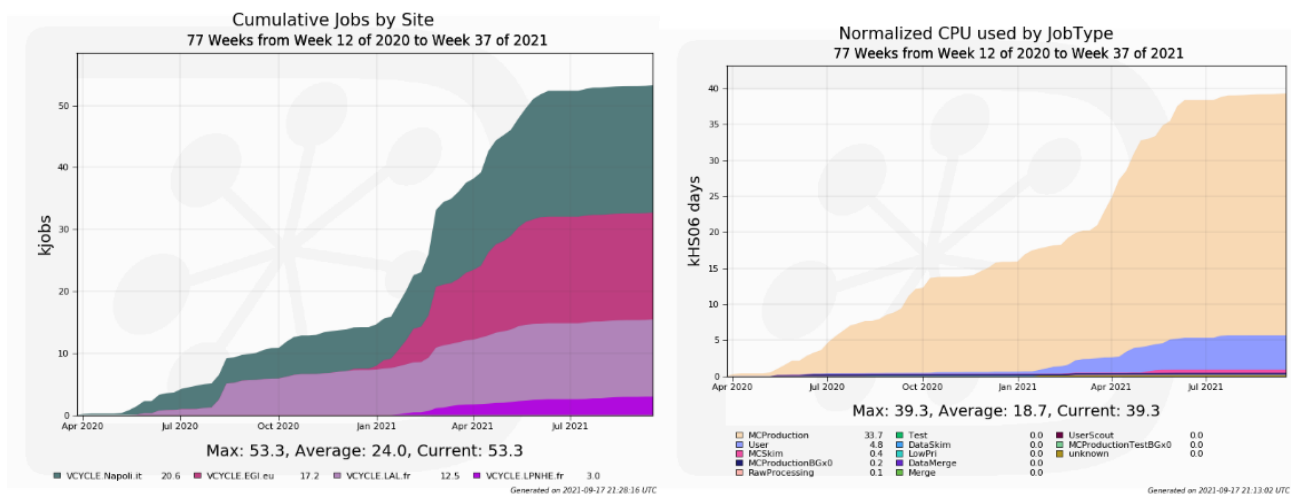 Cumulative Jobs by Site
77 Weeks from Week 12 of 2020 to Week 37 of 2021
kjobs
50
40
30
20
10
0
Apr 2020 Jul 2020 Oct 2020 Jan 2021 Apr 2021 Jul 2021
Max: 53.3, Average: 24.0, Current: 53.3
VCYCLE.Napoli.it 20.6 VCYCLE.EGI.eu 17.2 VCYCLE.LAL.fr 12.5 VCYCLE.LPNHE.fr 3.0
Generated on 2021-09-17 21:28:16 UTC
Normalized CPU used by JobType
77 Weeks from Week 12 of 2020 to Week 37 of 2021
kHS06 days
40
35
30
25
20
15
10
5
0
Apr 2020 Jul 2020 Oct 2020 Jan 2021 Apr 2021 Jul 2021
Max: 39.3, Average: 18.7, Current: 39.3
MCProduction 33.7 Test 0.0 UserScout 0.0
User 4.8 DataSkim 0.0 MCProductionTestBGx0 0.0
MCSkim 0.4 LowPri 0.0 unknown 0.0
MCProductionBGx0 0.2 DataMerge 0.0
RawProcessing 0.1 Merge 0.0
Generated on 2021-09-17 21:13:02 UTC